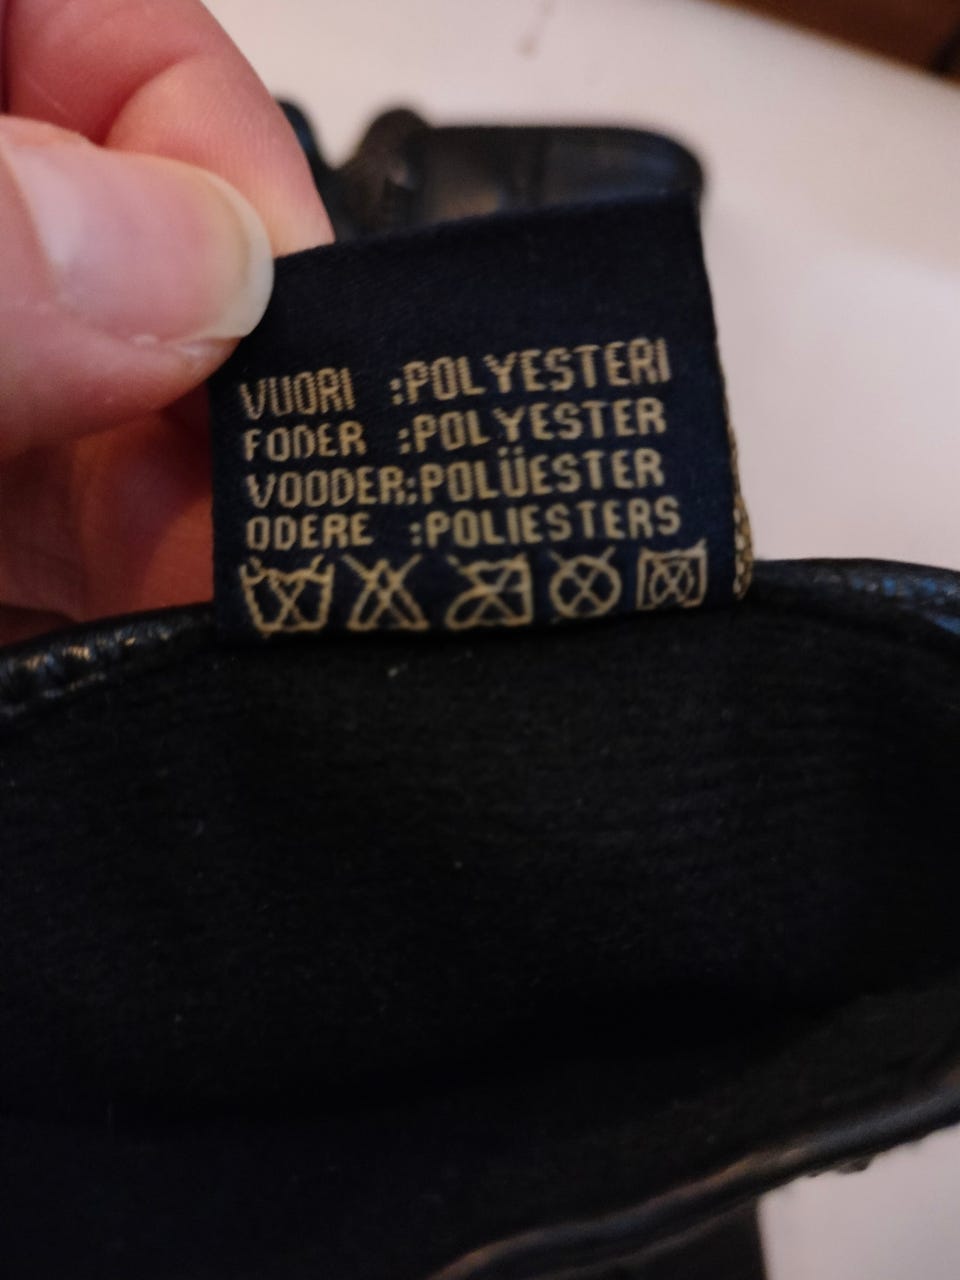 VUORI :POLYESTERI
FODER :POLYESTER
VOODER:POLÜESTER
ODERE :POLIESTERS